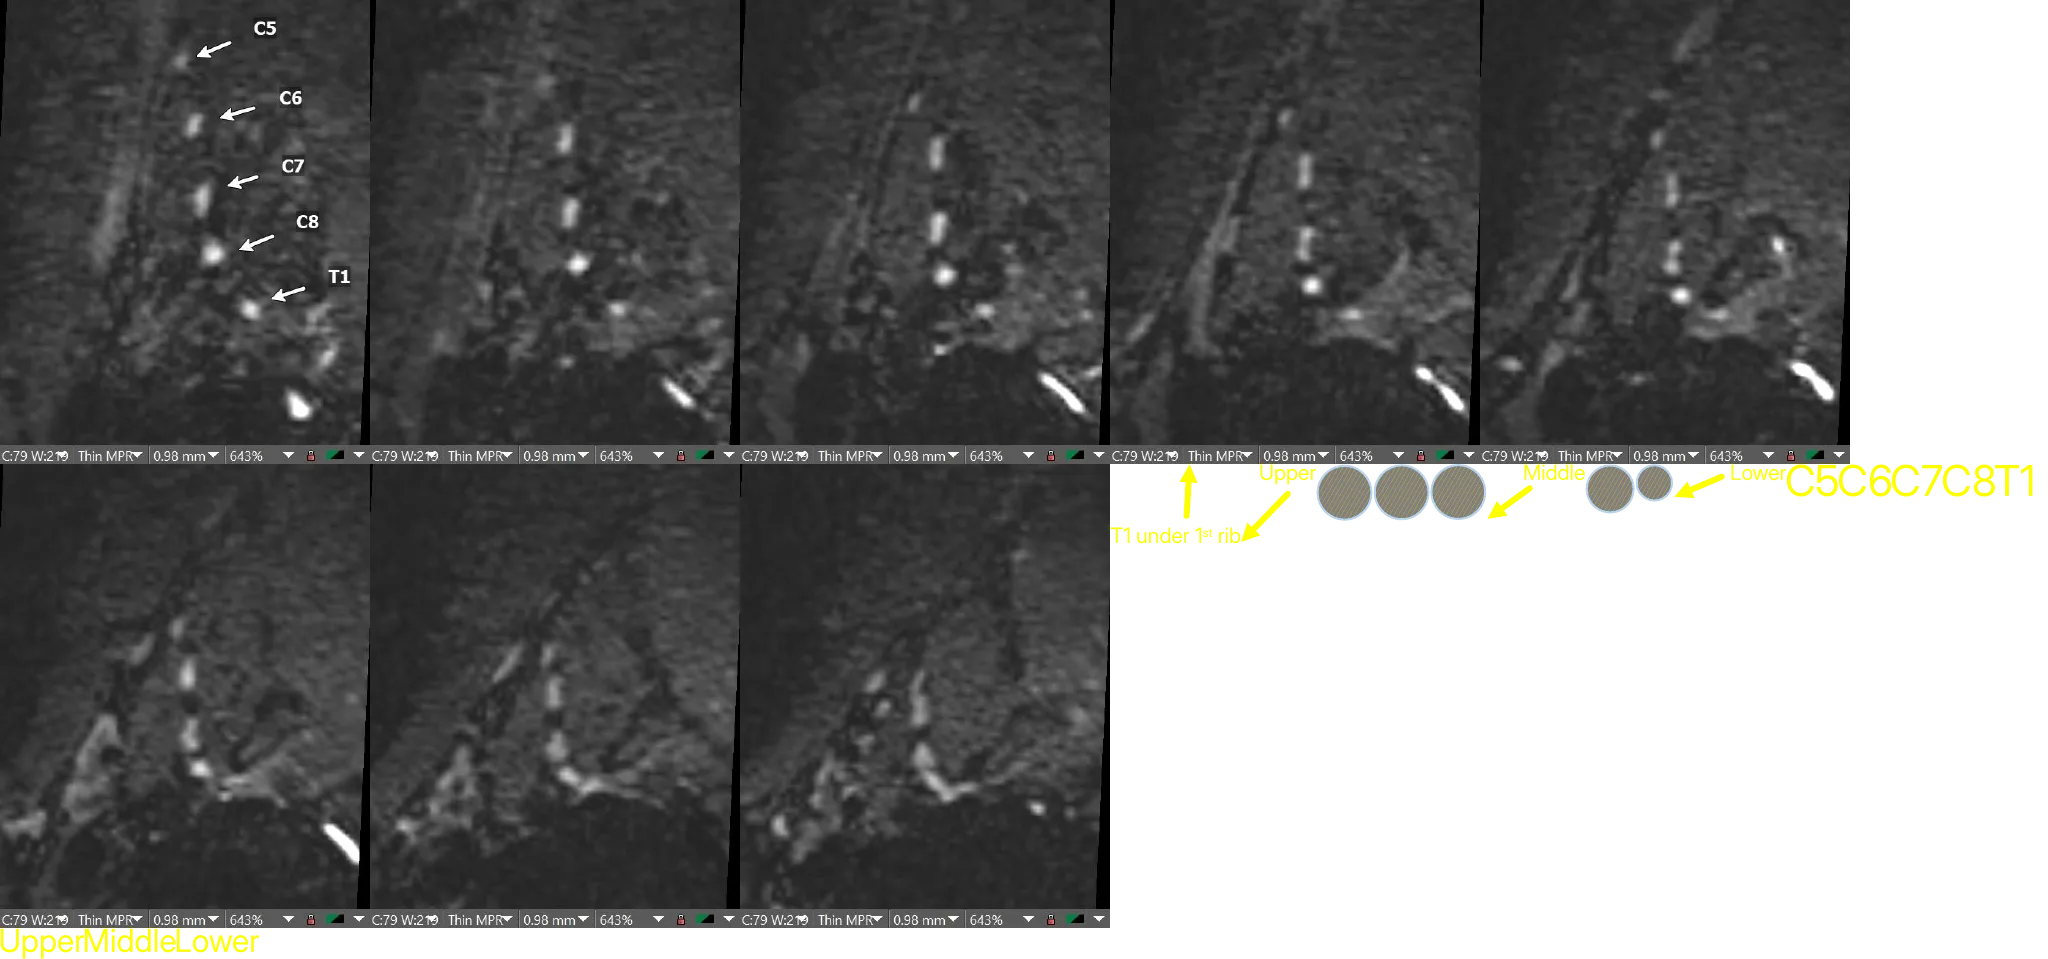 C5
C6
C7
C8
T1
C:79 W:219 Thin MPR 0.98 mm 643%
C:79 W:219 Thin MPR 0.98 mm 643%
C:79 W:219 Thin MPR 0.98 mm 643%
C:79 W:219 Thin MPR 0.98 mm 643%
C:79 W:219 Thin MPR 0.98 mm 643%
Upper
Middle
Lower
C5C6C7C8T1
T1 under 1st rib
C:79 W:219 Thin MPR 0.98 mm 643%
C:79 W:219 Thin MPR 0.98 mm 643%
C:79 W:219 Thin MPR 0.98 mm 643%
UpperMiddleLower